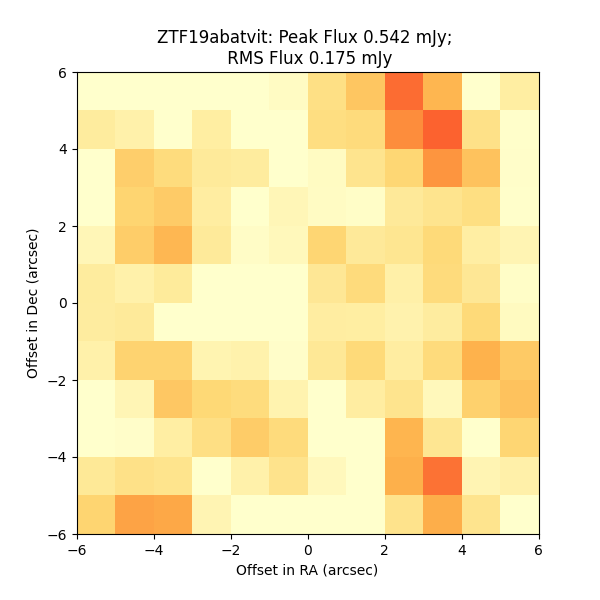 ZTF19abatvit: Peak Flux 0.542 mJy;
RMS Flux 0.175 mJy
6
4
2
0
−2
−4
−6
Offset in Dec (arcsec)
−6 −4 −2 0 2 4 6
Offset in RA (arcsec)